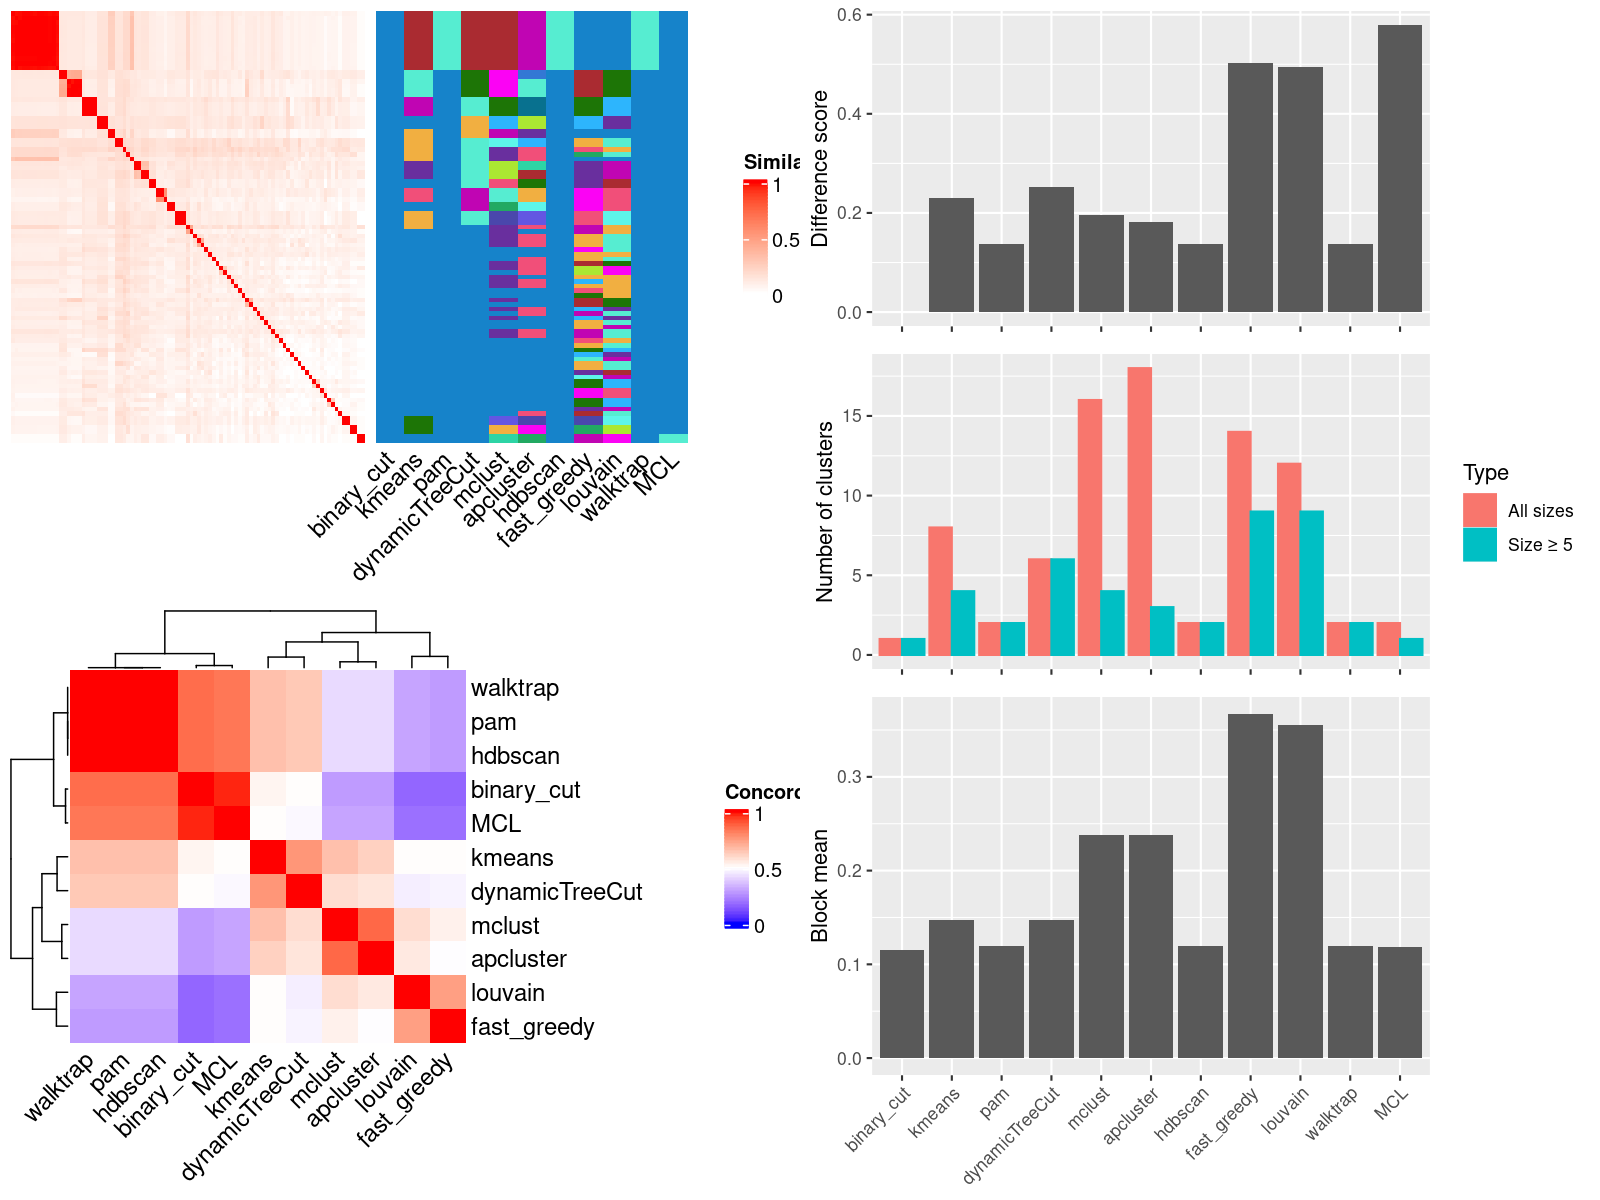 Simila
1
0.5
0
binary_cut
kmeans
pam
dynamicTreeCut
mclust
apcluster
hdbscan
fast_greedy
louvain
walktrap
MCL
walktrap
pam
hdbscan
binary_cut
MCL
kmeans
dynamicTreeCut
mclust
apcluster
louvain
fast_greedy
walktrap
pam
hdbscan
binary_cut
MCL
kmeans
dynamicTreeCut
mclust
apcluster
louvain
fast_greedy
Concord
1
0.5
0
Difference score
0.6
0.4
0.2
0.0
Number of clusters
15
10
5
0
Type
All sizes
Size ≥ 5
Block mean
0.3
0.2
0.1
0.0
binary_cut
kmeans
pam
dynamicTreeCut
mclust
apcluster
hdbscan
fast_greedy
louvain
walktrap
MCL